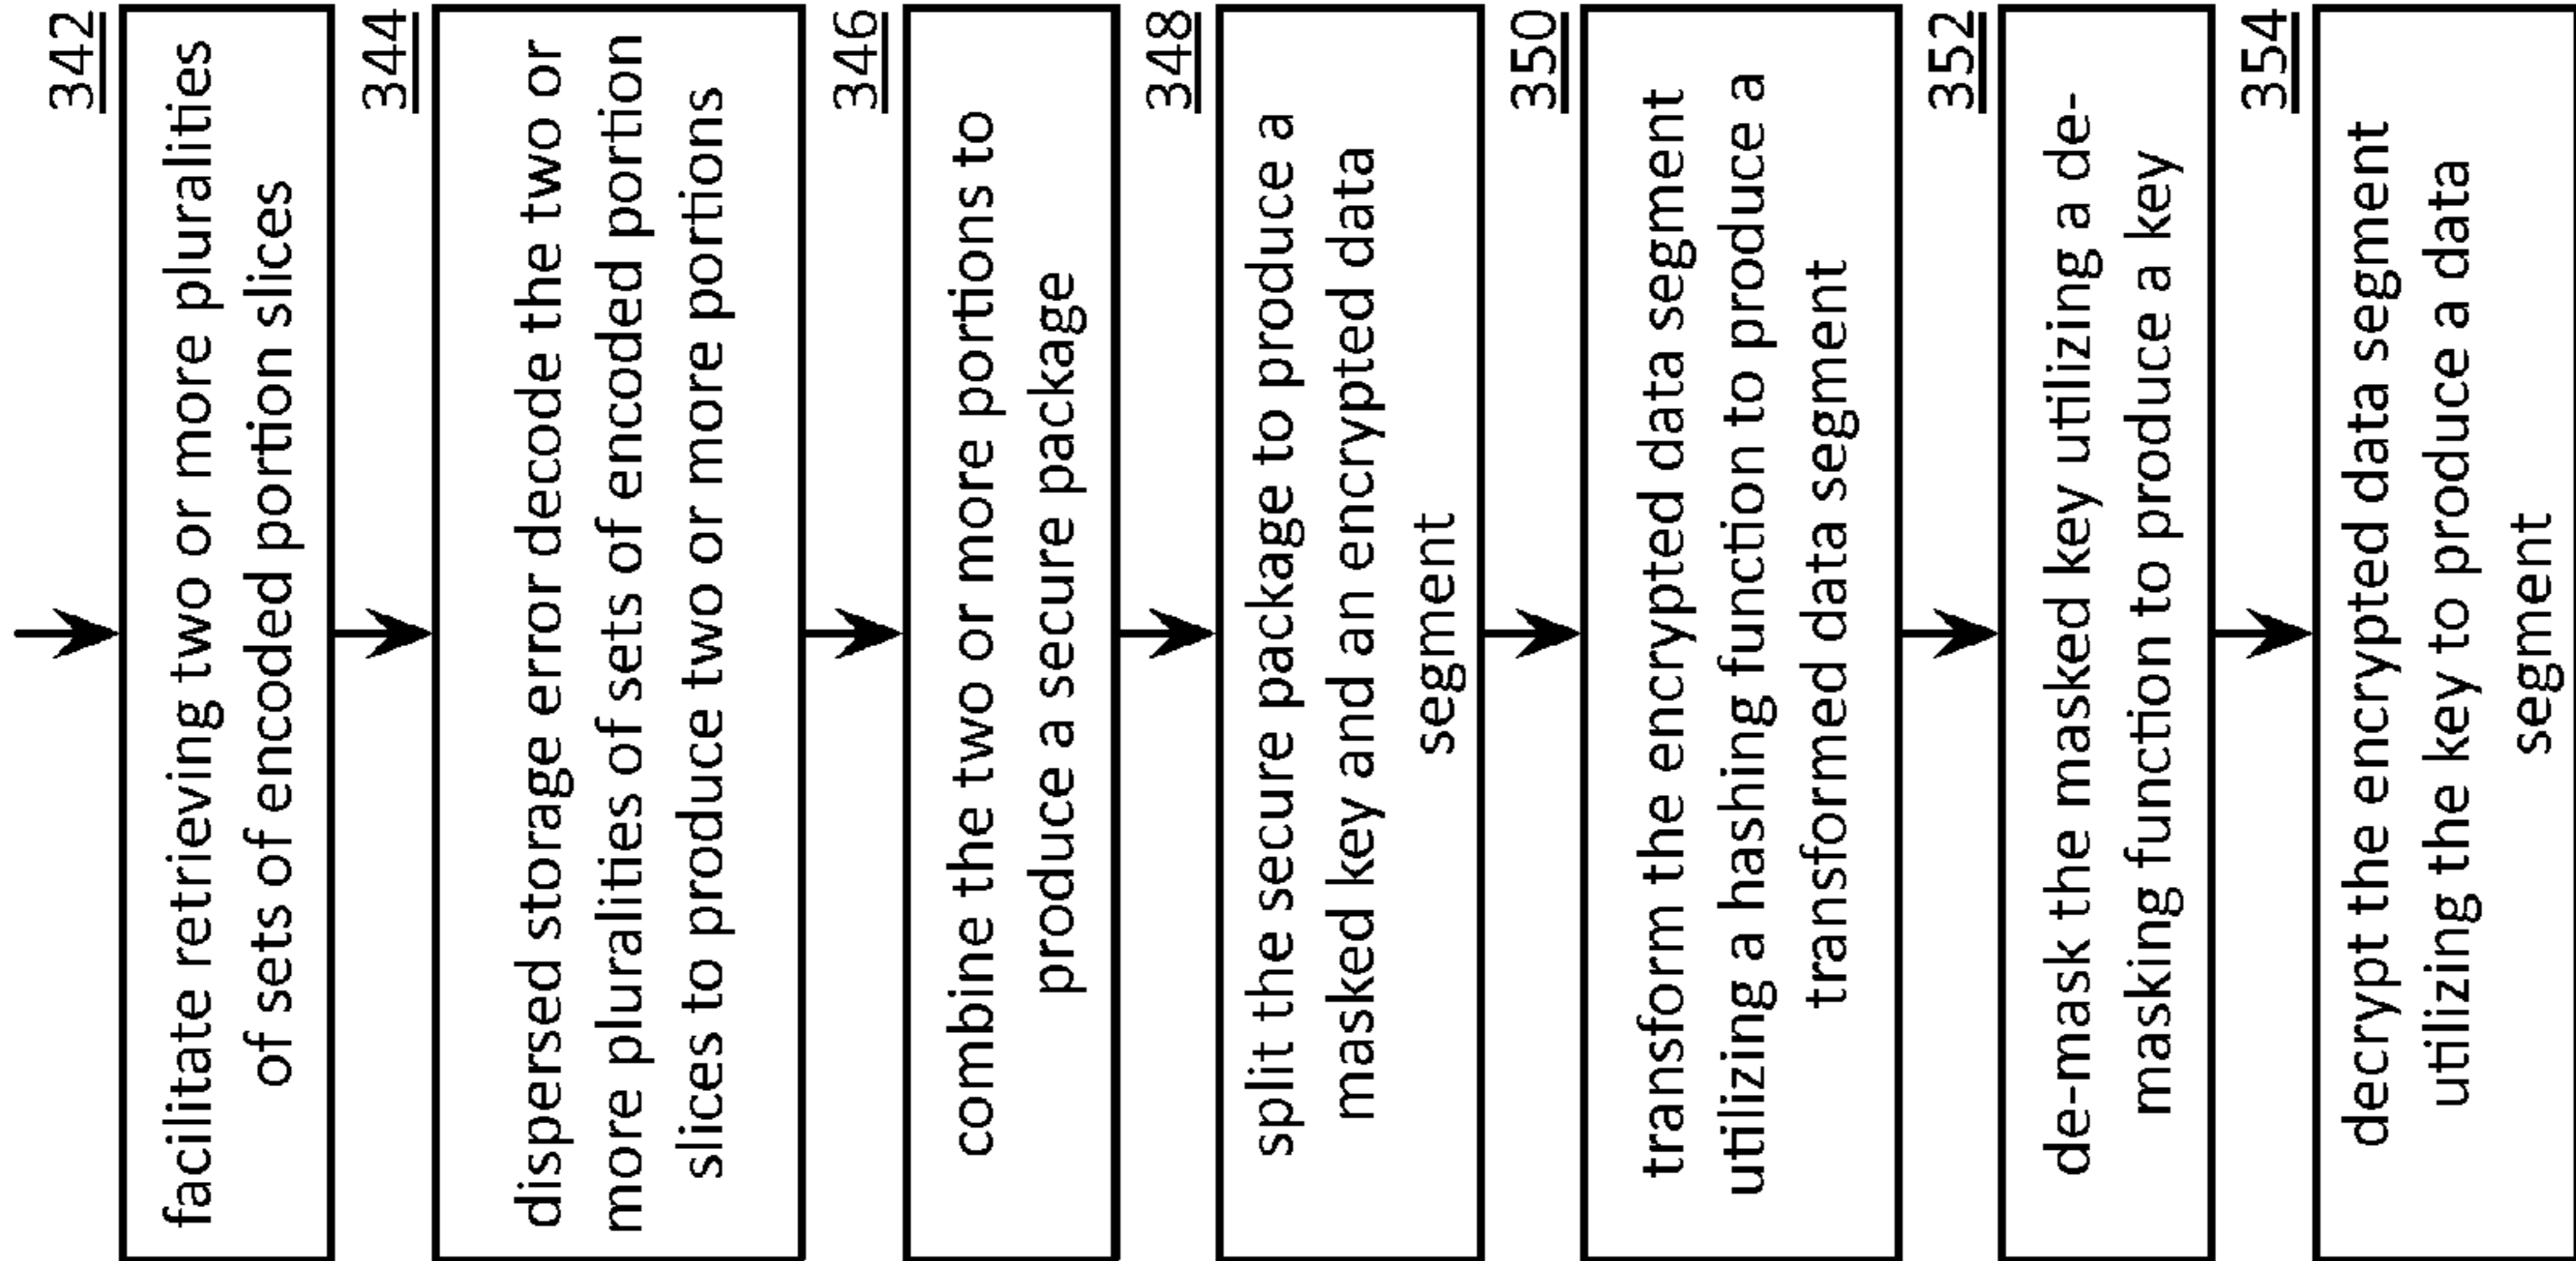 342
facilitate retrieving two or more pluralities
of sets of encoded portion slices
344
dispersed storage error decode the two or
more pluralities of sets of encoded portion
slices to produce two or more portions
346
combine the two or more portions to
produce a secure package
348
split the secure package to produce a
masked key and an encrypted data
segment
350
transform the encrypted data segment
utilizing a hashing function to produce a
transformed data segment
352
de-mask the masked key utilizing a de-
masking function to produce a key
354
decrypt the encrypted data segment
utilizing the key to produce a data
segment